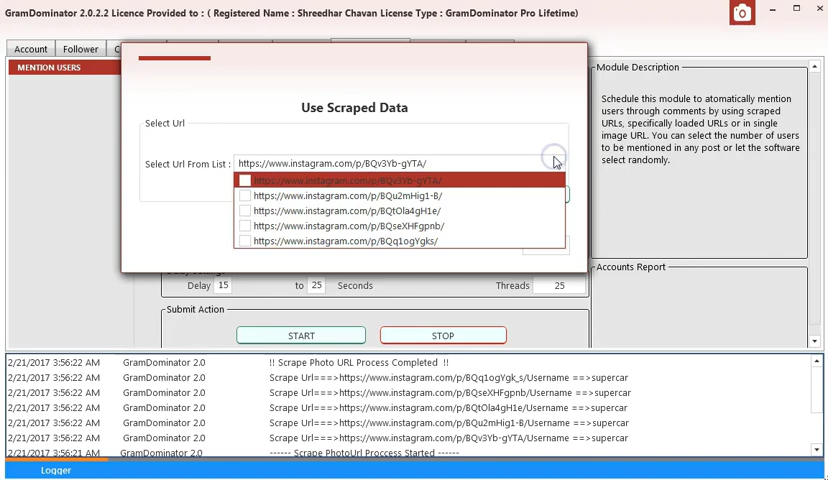 GramDominator 2.0.2.2 Licence Provided to : ( Registered Name : Shreedhar Chavan License Type : GramDominator Pro Lifetime)
Account
Follower
MENTION USERS
Use Scraped Data
Select Url
Select Url From List :
https://www.instagram.com/p/BQv3Yb-gYTA/
https://www.instagram.com/p/BQv3Yb-gYTA/
https://www.instagram.com/p/BQu2mHig1-B/
https://www.instagram.com/p/BQtOla4gH1e/
https://www.instagram.com/p/BQseXHFgpnb/
https://www.instagram.com/p/BQq1ogYgks/
Module Description
Schedule this module to atomatically mention
users through comments by using scraped
URLs, specifically loaded URLs or in single
image URL. You can select the number of users
to be mentioned in any post or let the software
select randomly.
Accounts Report
Delay 15 to 25 Seconds Threads 25
Submit Action
START STOP
2/21/2017 3:56:22 AM GramDominator 2.0 !! Scrape Photo URL Process Completed !!
2/21/2017 3:56:22 AM GramDominator 2.0 Scrape Url===>https://www.instagram.com/p/BQq1ogYgk_s/Username ==>supercar
2/21/2017 3:56:22 AM GramDominator 2.0 Scrape Url===>https://www.instagram.com/p/BQseXHFgpnb/Username ==>supercar
2/21/2017 3:56:22 AM GramDominator 2.0 Scrape Url===>https://www.instagram.com/p/BQtOla4gH1e/Username ==>supercar
2/21/2017 3:56:22 AM GramDominator 2.0 Scrape Url===>https://www.instagram.com/p/BQu2mHig1-B/Username ==>supercar
2/21/2017 3:56:22 AM GramDominator 2.0 Scrape Url===>https://www.instagram.com/p/BQv3Yb-gYTA/Username ==>supercar
2/21/2017 3:56:21 AM GramDominator 2.0 ------ Scrape PhotoUrl Proccess Started ------
Logger